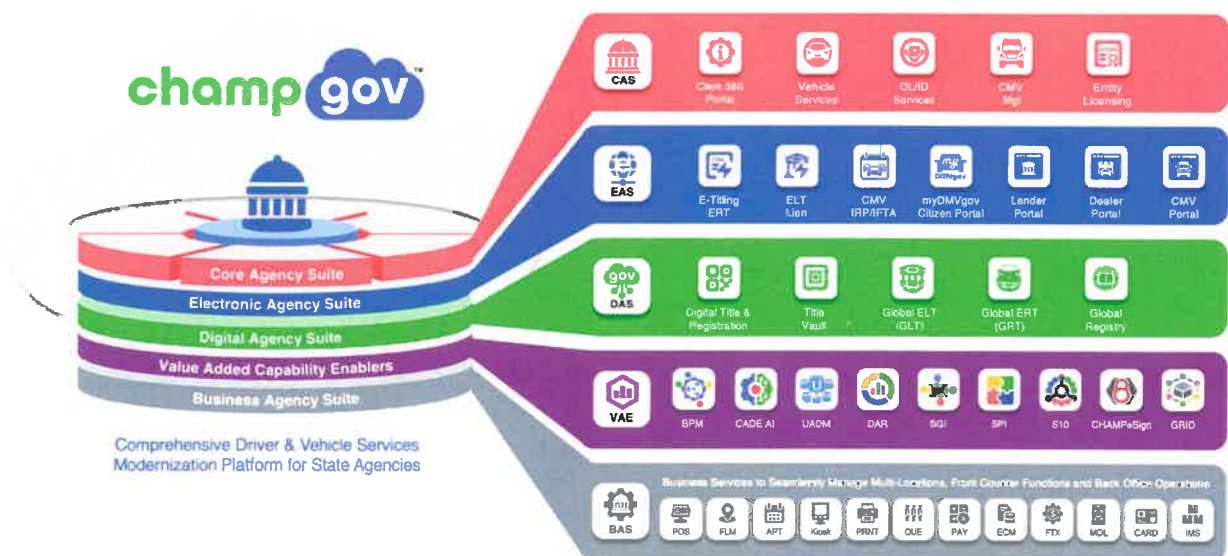 champ gov™
Core Agency Suite
Electronic Agency Suite
Digital Agency Suite
Value Added Capability Enablers
Business Agency Suite
Comprehensive Driver & Vehicle Services
Modernization Platform for State Agencies
CAS
Client 360
Portal
Vehicle
Services
DL/ID
Services
CMV
Mgt
Entity
Licensing
e
EAS
E-Titling
ERT
ELT
Lien
CMV
IRP/IFTA
my
DMVgov
myDMVgov
Citizen Portal
Lender
Portal
Dealer
Portal
CMV
Portal
gov
DAS
Digital Title &
Registration
Title
Vault
Global ELT
(GLT)
Global ERT
(GRT)
Global
Registry
VAE
BPM
CADE AI
U
UADM
DAR
SGI
SPI
S10
CHAMPeSign
GRID
Business Services to Seamlessly Manage Multi-Locations, Front Counter Functions and Back Office Operations
BAS
POS
FLM
APT
Kiosk
PRNT
QUE
PAY
ECM
FTX
MDL
CARD
IMS